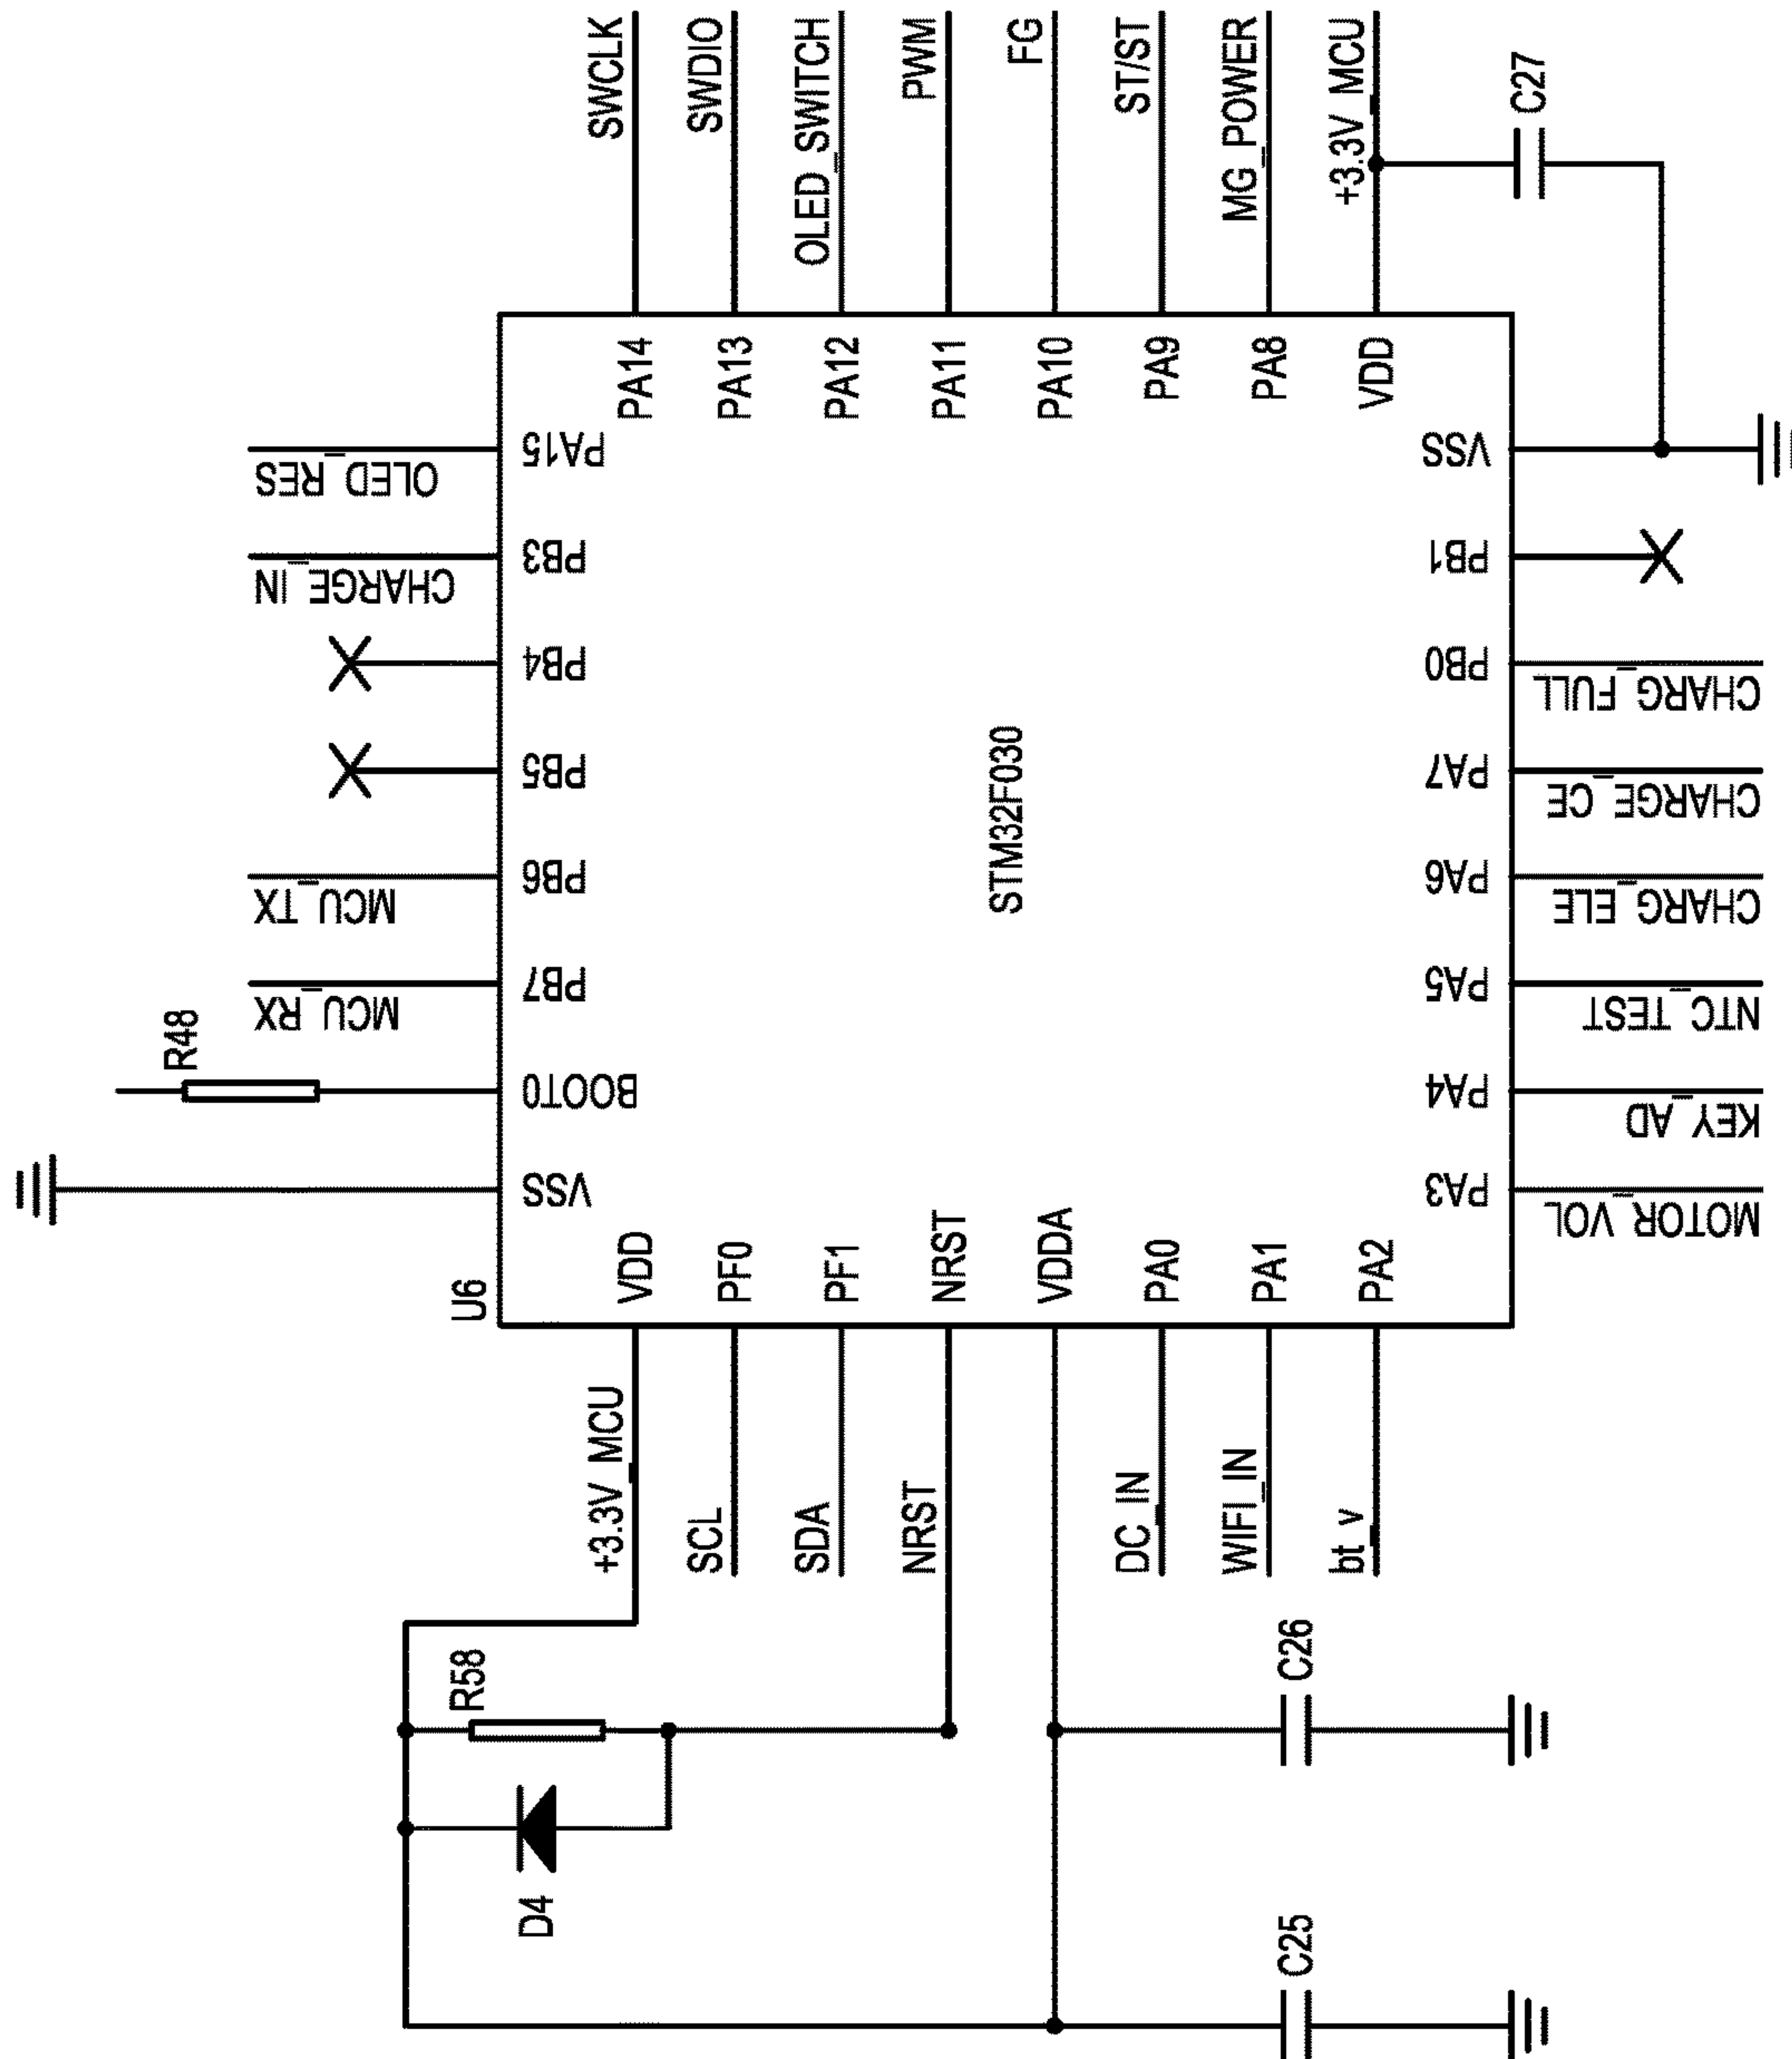 SWCLK
SWDIO
OLED_SWITCH
PWM
FG
ST/ST
MG_POWER
+3.3V_MCU
C27
PA14
PA13
PA12
PA11
PA10
PA9
PA8
VDD
OLED_RES
PA15
CHARGE_IN
PB3
PB4
PB5
MCU_TX
PB6
MCU_RX
PB7
R48
BOOT0
VSS
STM32F030
VSS
PB1
PB0
CHARG_FULL
PA7
CHARGE_CE
PA6
CHARG_ELE
PA5
NTC_TEST
PA4
KEY_AD
PA3
MOTOR_VOL
U6
VDD
PF0
PF1
NRST
VDDA
PA0
PA1
PA2
+3.3V_MCU
SCL
SDA
NRST
DC_IN
WIFI_IN
bt_v
R58
C26
D4
C25